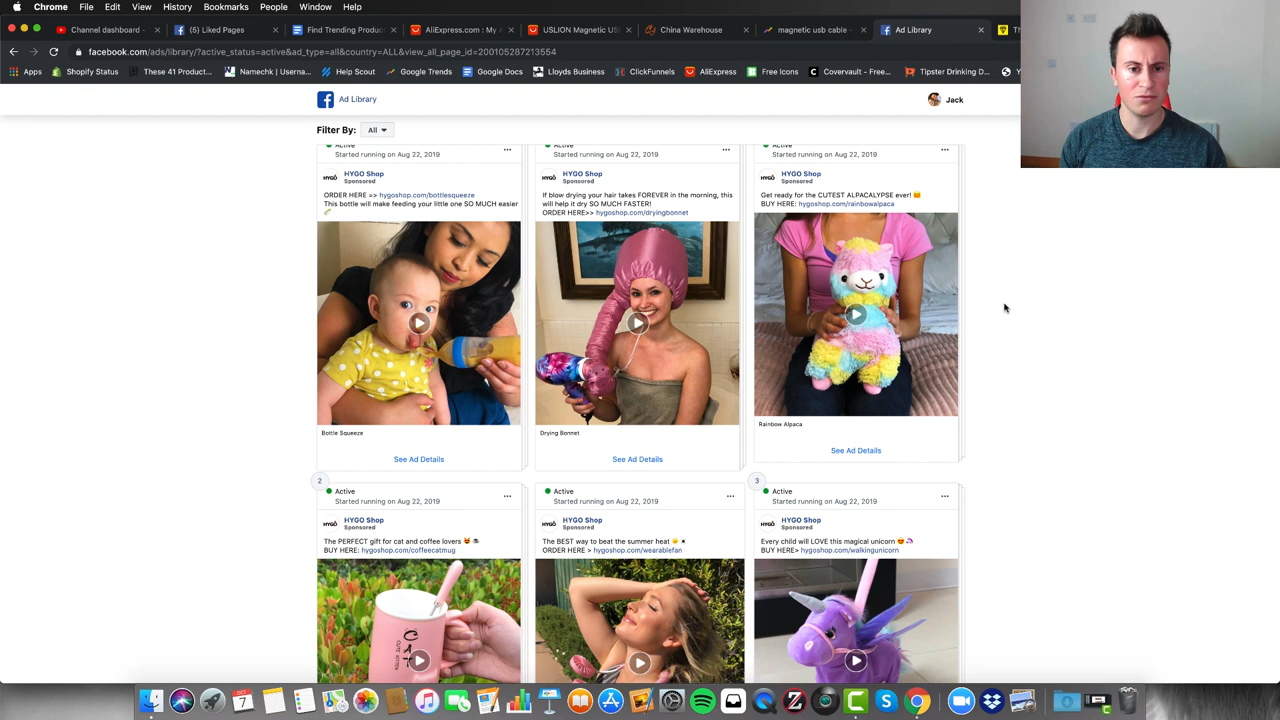 Chrome File Edit View History Bookmarks People Window Help
Channel dashboard
(5) Liked Pages
Find Trending Produc
AliExpress.com : My A
USLION Magnetic US
China Warehouse
magnetic usb cable -
Ad Library
Th
facebook.com/ads/library/?active_status=active&ad_type=all&country=ALL&view_all_page_id=200105287213554
Apps
Shopify Status
These 41 Product...
Namechk | Userna...
Help Scout
Google Trends
Google Docs
Lloyds Business
ClickFunnels
AliExpress
Free Icons
Covervault - Free...
Tipster Drinking D...
Y
Ad Library
Jack
Filter By: All
Active
Started running on Aug 22, 2019
HYGO
HYGO Shop
Sponsored
ORDER HERE => hygoshop.com/bottlesqueeze
This bottle will make feeding your little one SO MUCH easier
Bottle Squeeze
See Ad Details
Active
Started running on Aug 22, 2019
HYGO
HYGO Shop
Sponsored
If blow drying your hair takes FOREVER in the morning, this
will help it dry SO MUCH FASTER!
ORDER HERE>> hygoshop.com/dryingbonnet
Drying Bonnet
See Ad Details
Active
Started running on Aug 22, 2019
HYGO
HYGO Shop
Sponsored
Get ready for the CUTEST ALPACALYPSE ever!
BUY HERE: hygoshop.com/rainbowalpaca
Rainbow Alpaca
See Ad Details
2
Active
Started running on Aug 22, 2019
HYGO
HYGO Shop
Sponsored
The PERFECT gift for cat and coffee lovers
BUY HERE: hygoshop.com/coffeecatmug
Active
Started running on Aug 22, 2019
HYGO
HYGO Shop
Sponsored
The BEST way to beat the summer heat
ORDER HERE > hygoshop.com/wearablefan
3
Active
Started running on Aug 22, 2019
HYGO
HYGO Shop
Sponsored
Every child will LOVE this magical unicorn
BUY HERE> hygoshop.com/walkingunicorn
OCT
7